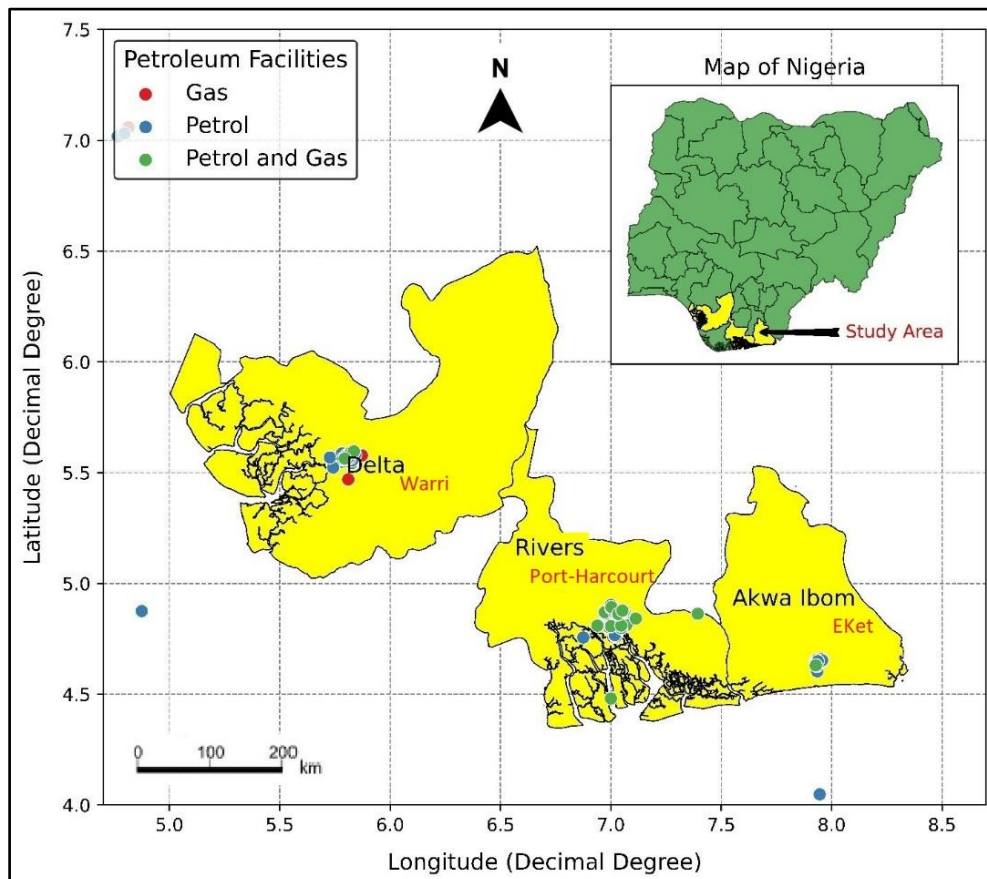 7.5
7.0
6.5
6.0
5.5
5.0
4.5
4.0
Latitude (Decimal Degree)
Petroleum Facilities
Gas
Petrol
Petrol and Gas
N
Map of Nigeria
Study Area
Delta
Warri
Rivers
Port-Harcourt
Akwa Ibom
EKet
0 100 200
km
5.0 5.5 6.0 6.5 7.0 7.5 8.0 8.5
Longitude (Decimal Degree)